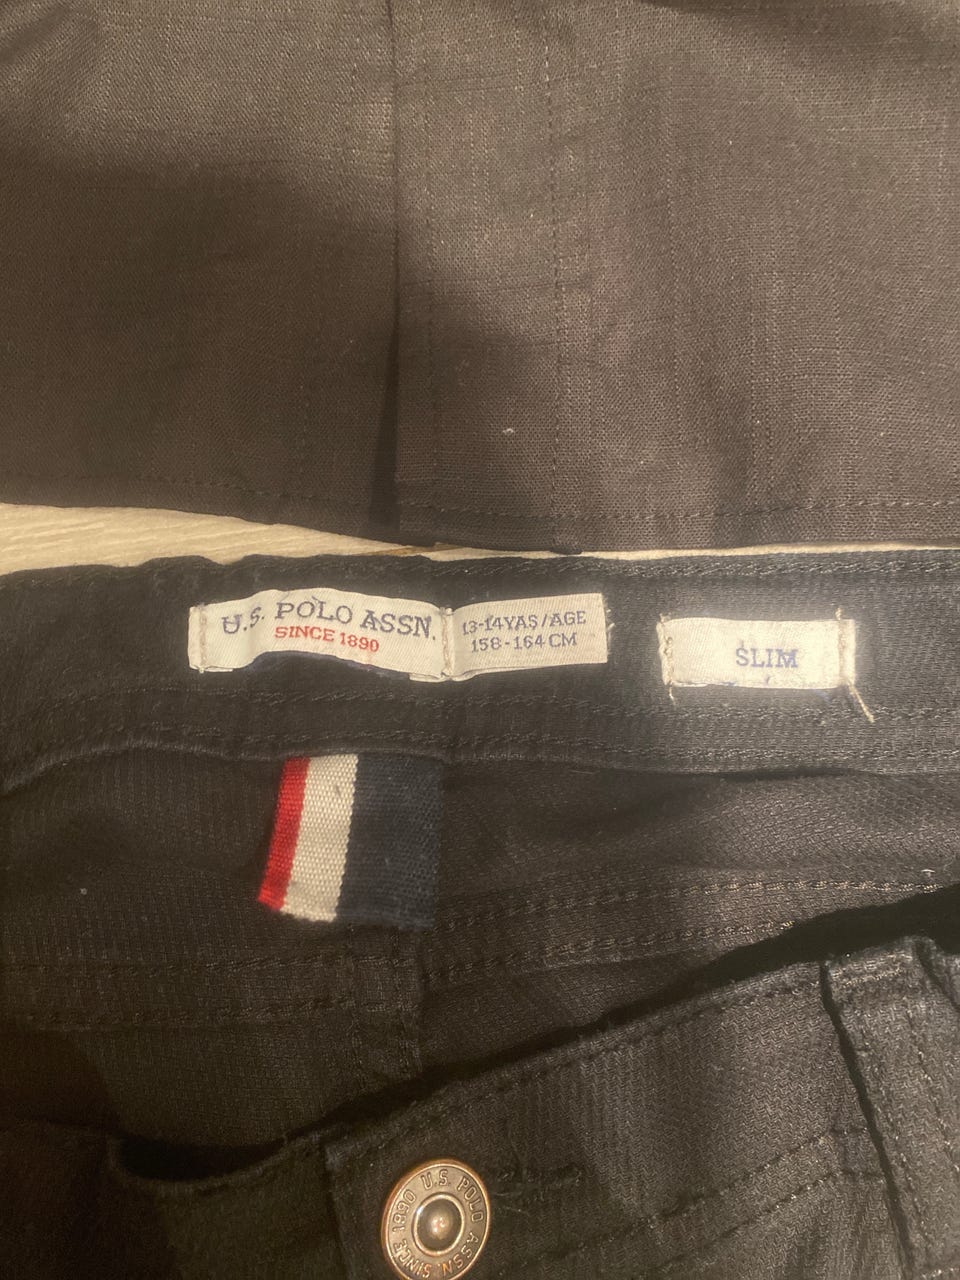 U.S. POLO ASSN.
SINCE 1890
13-14YAŞ/AGE
158-164 CM
SLIM
U.S. POLO ASSN. SINCE 1890